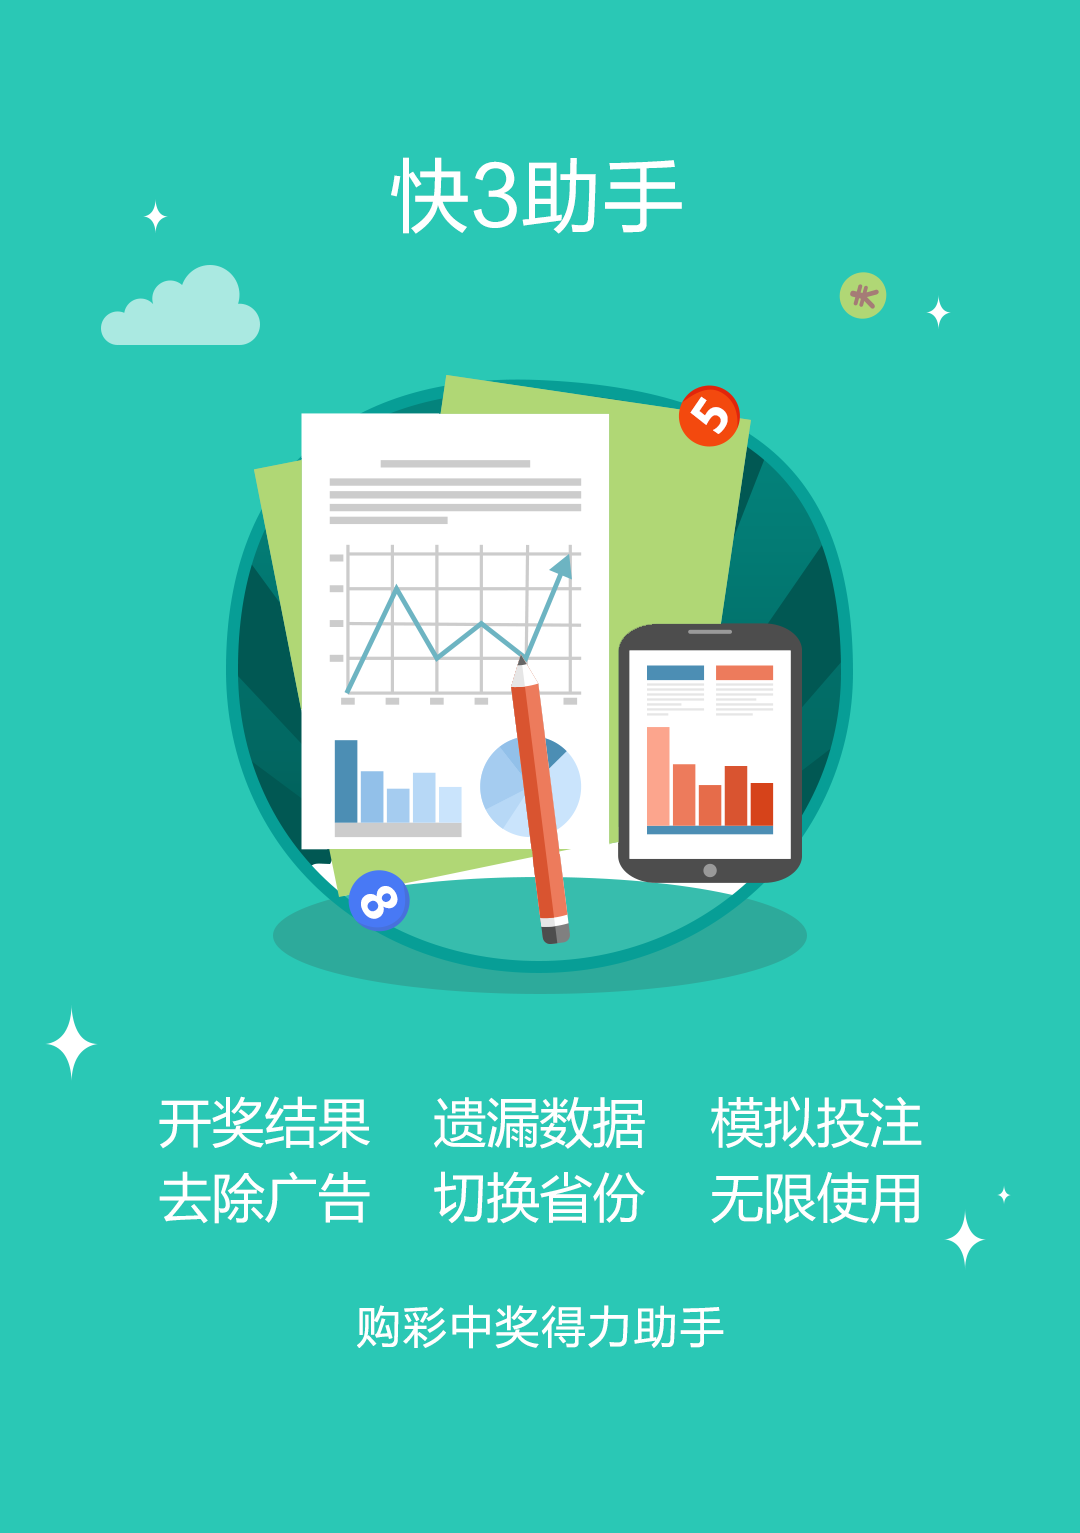 快3助手
5
8
开奖结果 遗漏数据 模拟投注
去除广告 切换省份 无限使用
购彩中奖得力助手